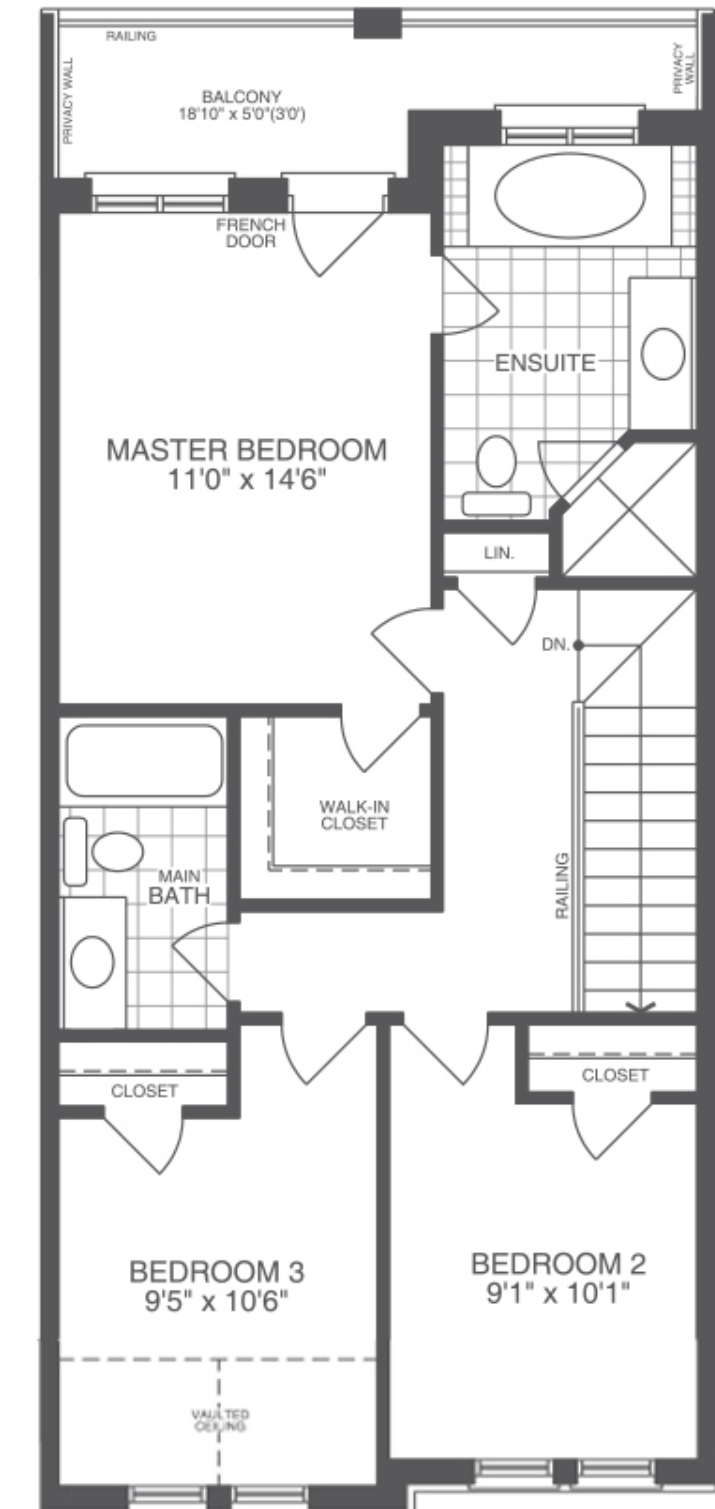 RAILING
PRIVACY WALL
PRIVACY
WALL
BALCONY
18'10" x 5'0"(3'0')
FRENCH
DOOR
ENSUITE
MASTER BEDROOM
11'0" x 14'6"
LIN.
DN.
WALK-IN
CLOSET
RAILING
MAIN
BATH
CLOSET
CLOSET
BEDROOM 3
9'5" x 10'6"
BEDROOM 2
9'1" x 10'1"
VAULTED
CEILING